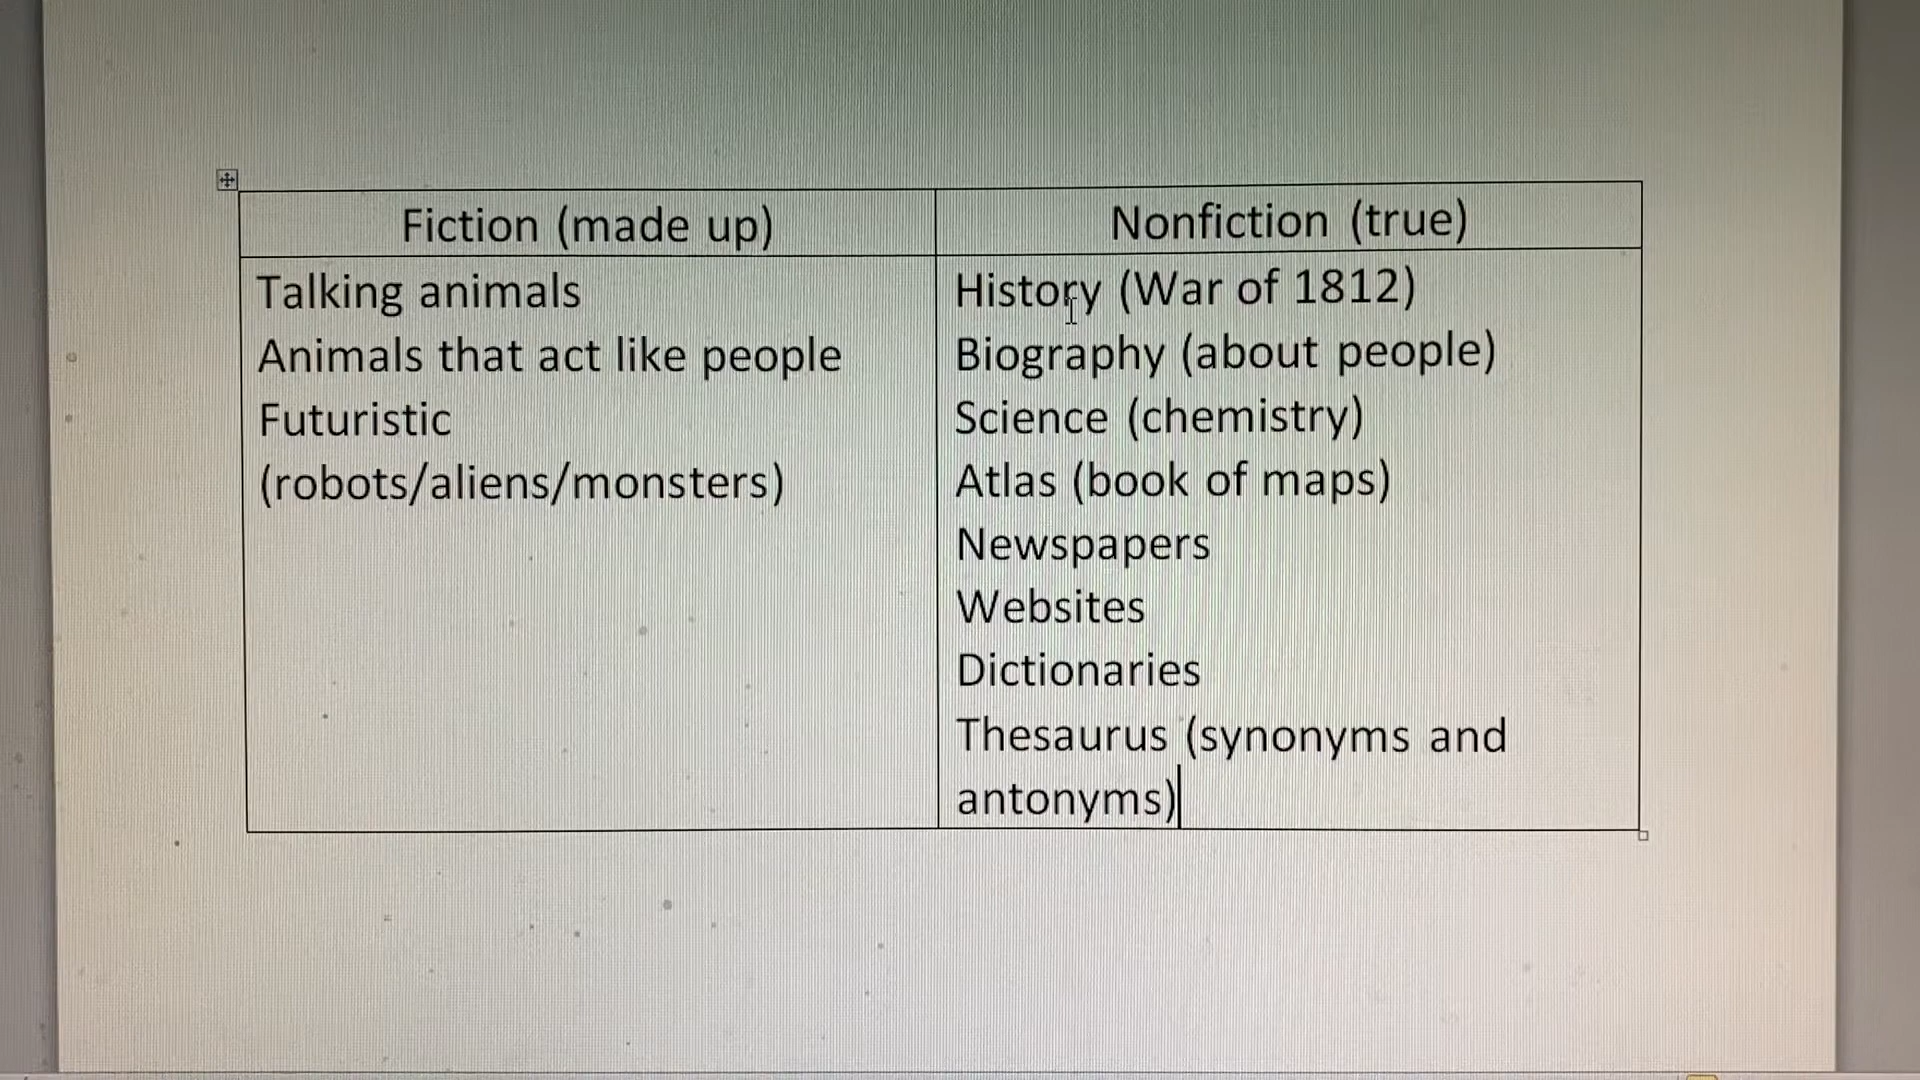 Fiction (made up)
Nonfiction (true)
Talking animals
Animals that act like people
Futuristic
(robots/aliens/monsters)
History (War of 1812)
Biography (about people)
Science (chemistry)
Atlas (book of maps)
Newspapers
Websites
Dictionaries
Thesaurus (synonyms and
antonyms)